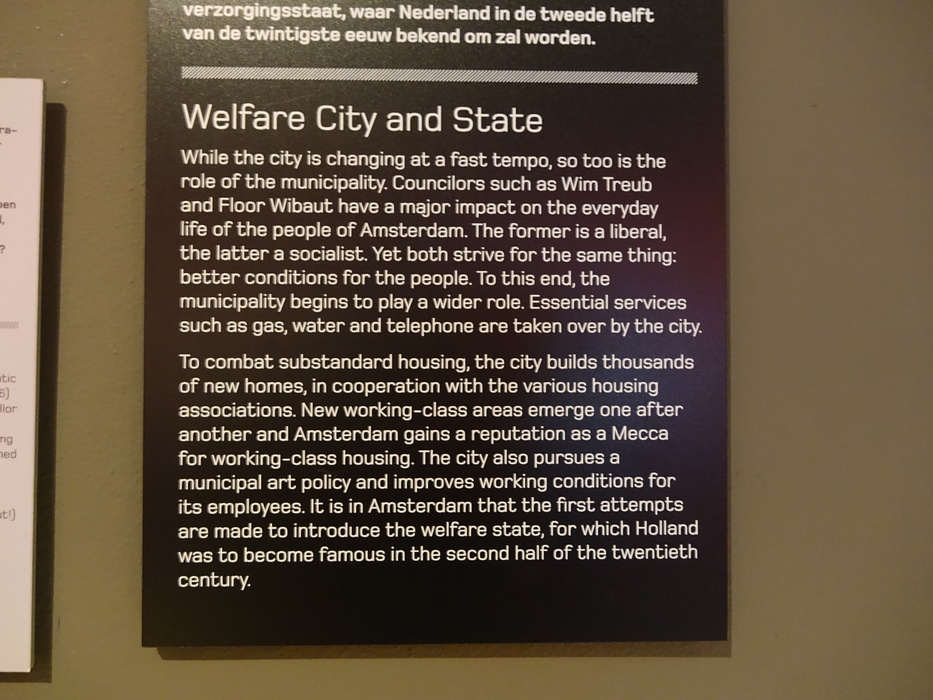 verzorgingsstaat, waar Nederland in de tweede helft
van de twintigste eeuw bekend om zal worden.
Welfare City and State
While the city is changing at a fast tempo, so too is the
role of the municipality. Councilors such as Wim Treub
and Floor Wibaut have a major impact on the everyday
life of the people of Amsterdam. The former is a liberal,
the latter a socialist. Yet both strive for the same thing:
better conditions for the people. To this end, the
municipality begins to play a wider role. Essential services
such as gas, water and telephone are taken over by the city.
To combat substandard housing, the city builds thousands
of new homes, in cooperation with the various housing
associations. New working-class areas emerge one after
another and Amsterdam gains a reputation as a Mecca
for working-class housing. The city also pursues a
municipal art policy and improves working conditions for
its employees. It is in Amsterdam that the first attempts
are made to introduce the welfare state, for which Holland
was to become famous in the second half of the twentieth
century.